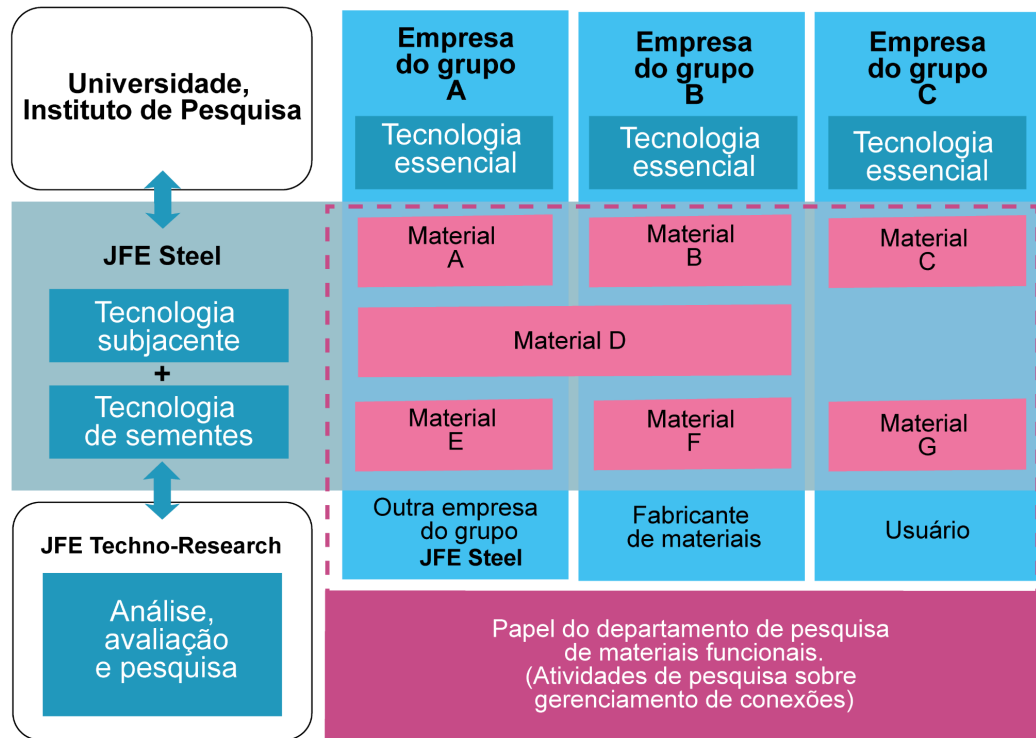 Universidade,
Instituto de Pesquisa
JFE Steel
Tecnologia
subjacente
+
Tecnologia
de sementes
JFE Techno-Research
Análise,
avaliação
e pesquisa
Empresa
do grupo
A
Tecnologia
essencial
Empresa
do grupo
B
Tecnologia
essencial
Empresa
do grupo
C
Tecnologia
essencial
Material
A
Material
B
Material
C
Material D
Material
E
Material
F
Material
G
Outra empresa
do grupo
JFE Steel
Fabricante
de materiais
Usuário
Papel do departamento de pesquisa
de materiais funcionais.
(Atividades de pesquisa sobre
gerenciamento de conexões)